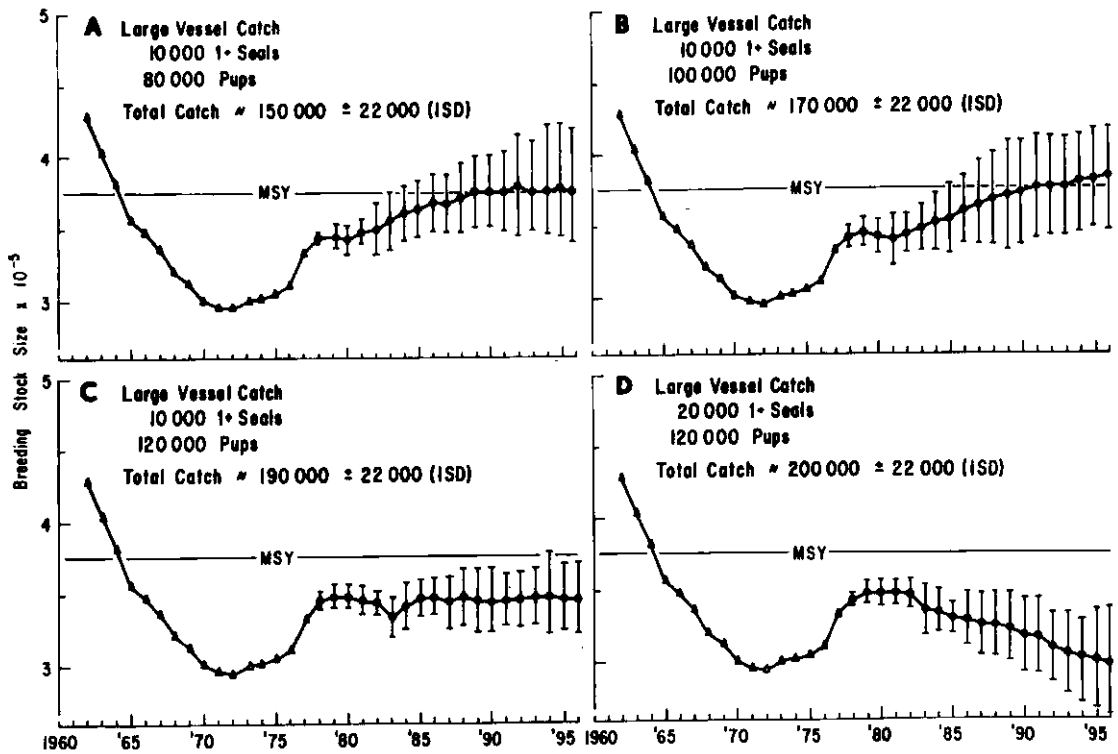 5
A Large Vessel Catch
10 000 1+ Seals
80 000 Pups
Total Catch ≈ 150 000 ± 22 000 (1SD)
4
MSY
3
B Large Vessel Catch
10 000 1+ Seals
100 000 Pups
Total Catch ≈ 170 000 ± 22 000 (1SD)
MSY
Breeding Stock Size x 10⁻⁵
5
C Large Vessel Catch
10 000 1+ Seals
120 000 Pups
Total Catch ≈ 190 000 ± 22 000 (1SD)
4
MSY
3
1960 '65 '70 '75 '80 '85 '90 '95
D Large Vessel Catch
20 000 1+ Seals
120 000 Pups
Total Catch ≈ 200 000 ± 22 000 (1SD)
MSY
1960 '65 '70 '75 '80 '85 '90 '95